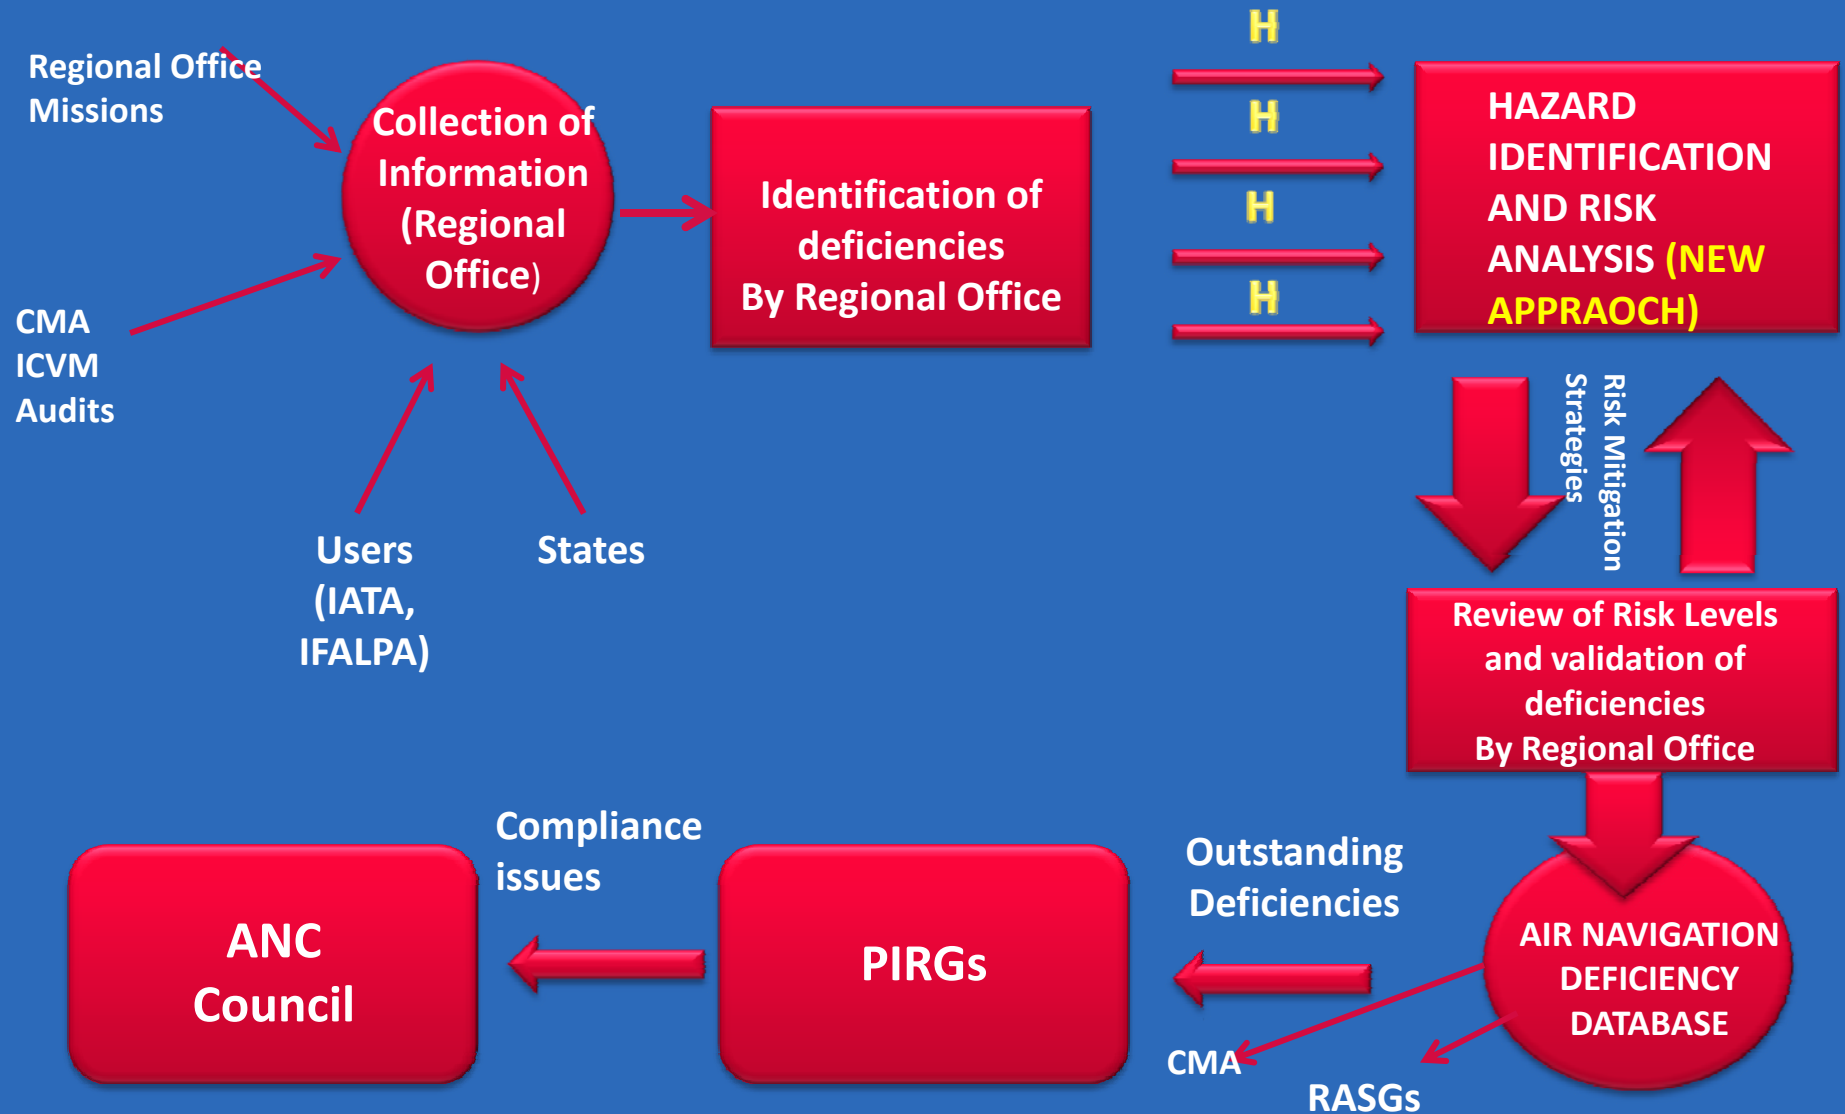 Regional Office
Missions
Collection of
Information
(Regional
Office)
Identification of
deficiencies
By Regional Office
H
H
H
H
HAZARD
IDENTIFICATION
AND RISK
ANALYSIS (NEW
APPRAOCH)
CMA
ICVM
Audits
Users
(IATA,
IFALPA)
States
Risk Mitigation
Strategies
Review of Risk Levels
and validation of
deficiencies
By Regional Office
AIR NAVIGATION
DEFICIENCY
DATABASE
Outstanding
Deficiencies
CMA
RASGs
PIRGs
Compliance
issues
ANC
Council